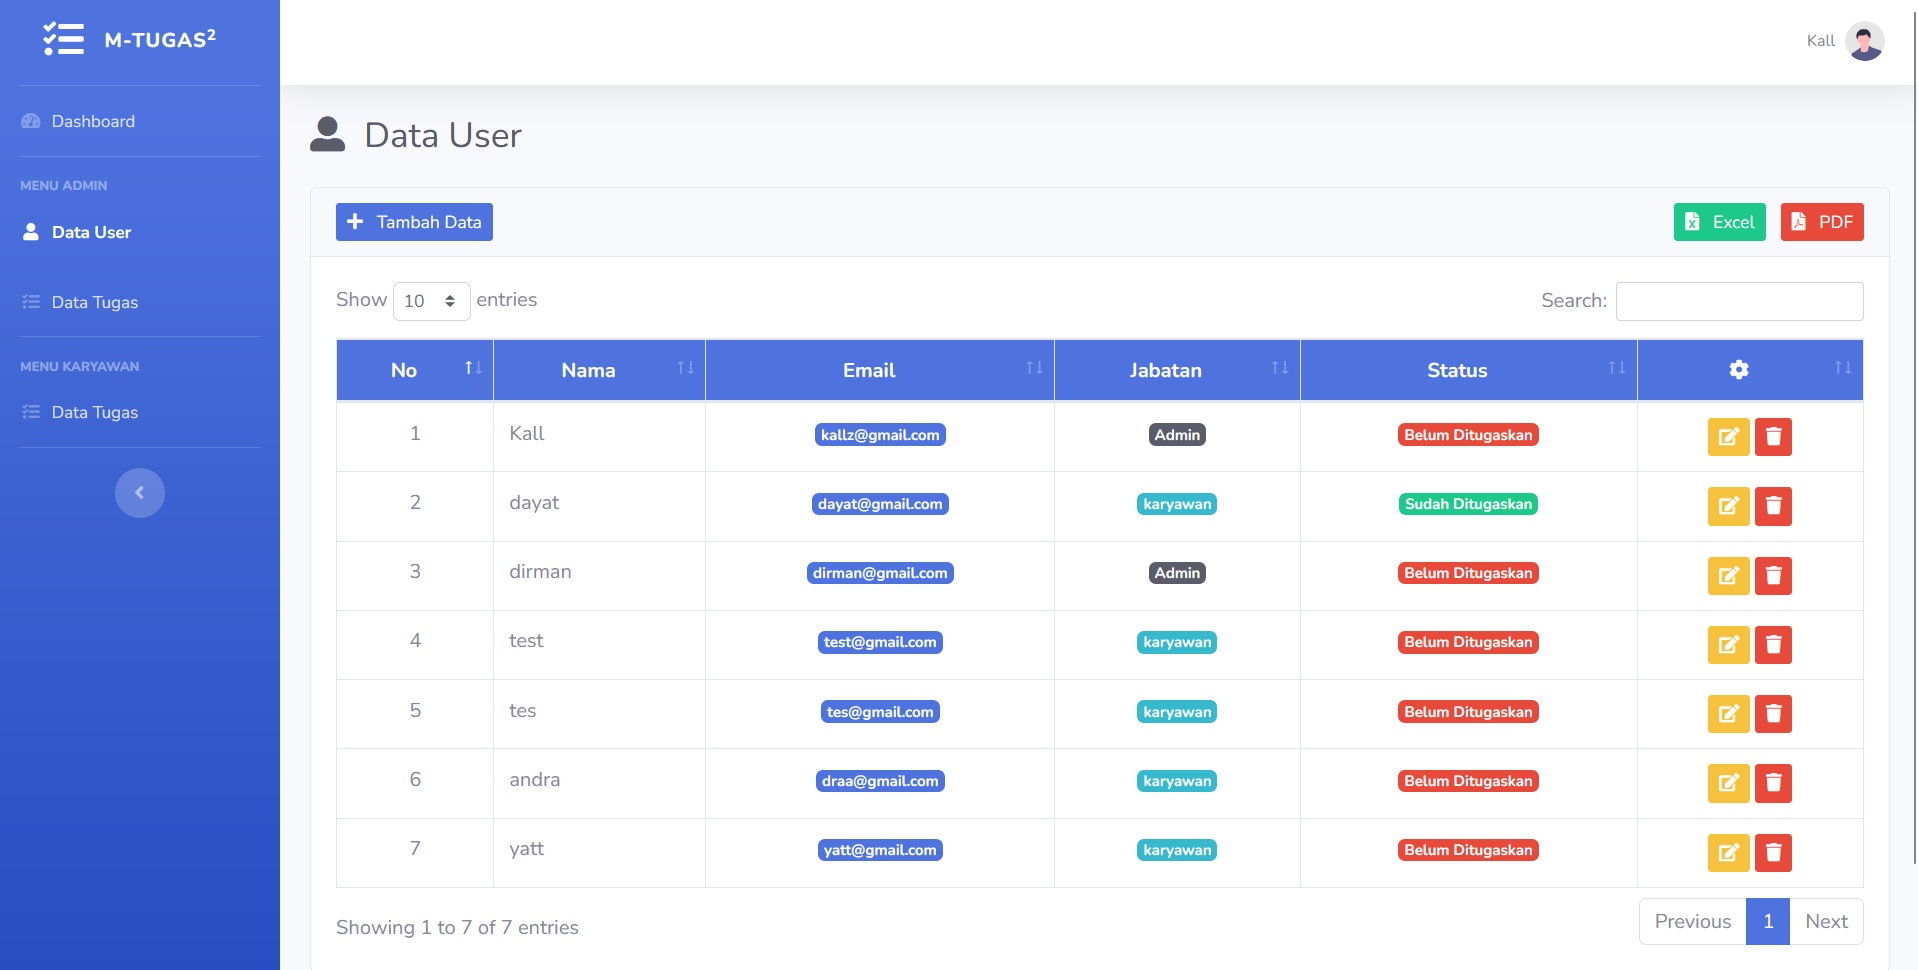 M-TUGAS²
Kall
Dashboard
MENU ADMIN
Data User
Data Tugas
MENU KARYAWAN
Data Tugas
Data User
Tambah Data
Excel PDF
Show 10 entries
Search:
No Nama Email Jabatan Status
1 Kall kallz@gmail.com Admin Belum Ditugaskan
2 dayat dayat@gmail.com karyawan Sudah Ditugaskan
3 dirman dirman@gmail.com Admin Belum Ditugaskan
4 test test@gmail.com karyawan Belum Ditugaskan
5 tes tes@gmail.com karyawan Belum Ditugaskan
6 andra draa@gmail.com karyawan Belum Ditugaskan
7 yatt yatt@gmail.com karyawan Belum Ditugaskan
Showing 1 to 7 of 7 entries
Previous 1 Next